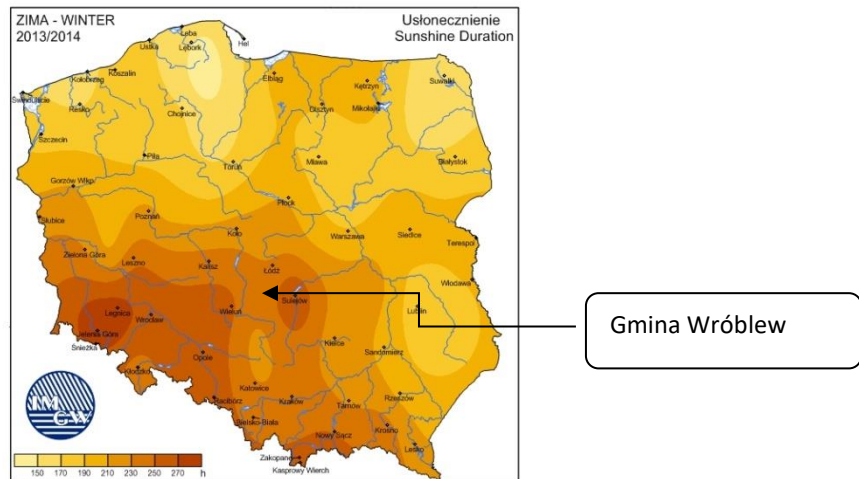 ZIMA - WINTER
2013/2014
Usłonecznienie
Sunshine Duration
Łeba
Hel
Ustka
Lębork
Koszalin
Kołobrzeg
Elbląg
Kętrzyn
Suwałki
Świnoujście
Resko
Chojnice
Olsztyn
Mikołajki
Szczecin
Piła
Toruń
Mława
Białystok
Gorzów Wlkp.
Płock
Słubice
Poznań
Koło
Warszawa
Siedlce
Terespol
Zielona Góra
Leszno
Kalisz
Łódź
Włodawa
Sulejów
Legnica
Wrocław
Wieluń
Lublin
Gmina Wróblew
Jelenia Góra
Śnieżka
Opole
Kielce
Sandomierz
Kłodzko
Katowice
Racibórz
Kraków
Tarnów
Rzeszów
Bielsko-Biała
Nowy Sącz
Krosno
Lesko
Zakopane
Kasprowy Wierch
IM
GW
150 170 190 210 230 250 270 h